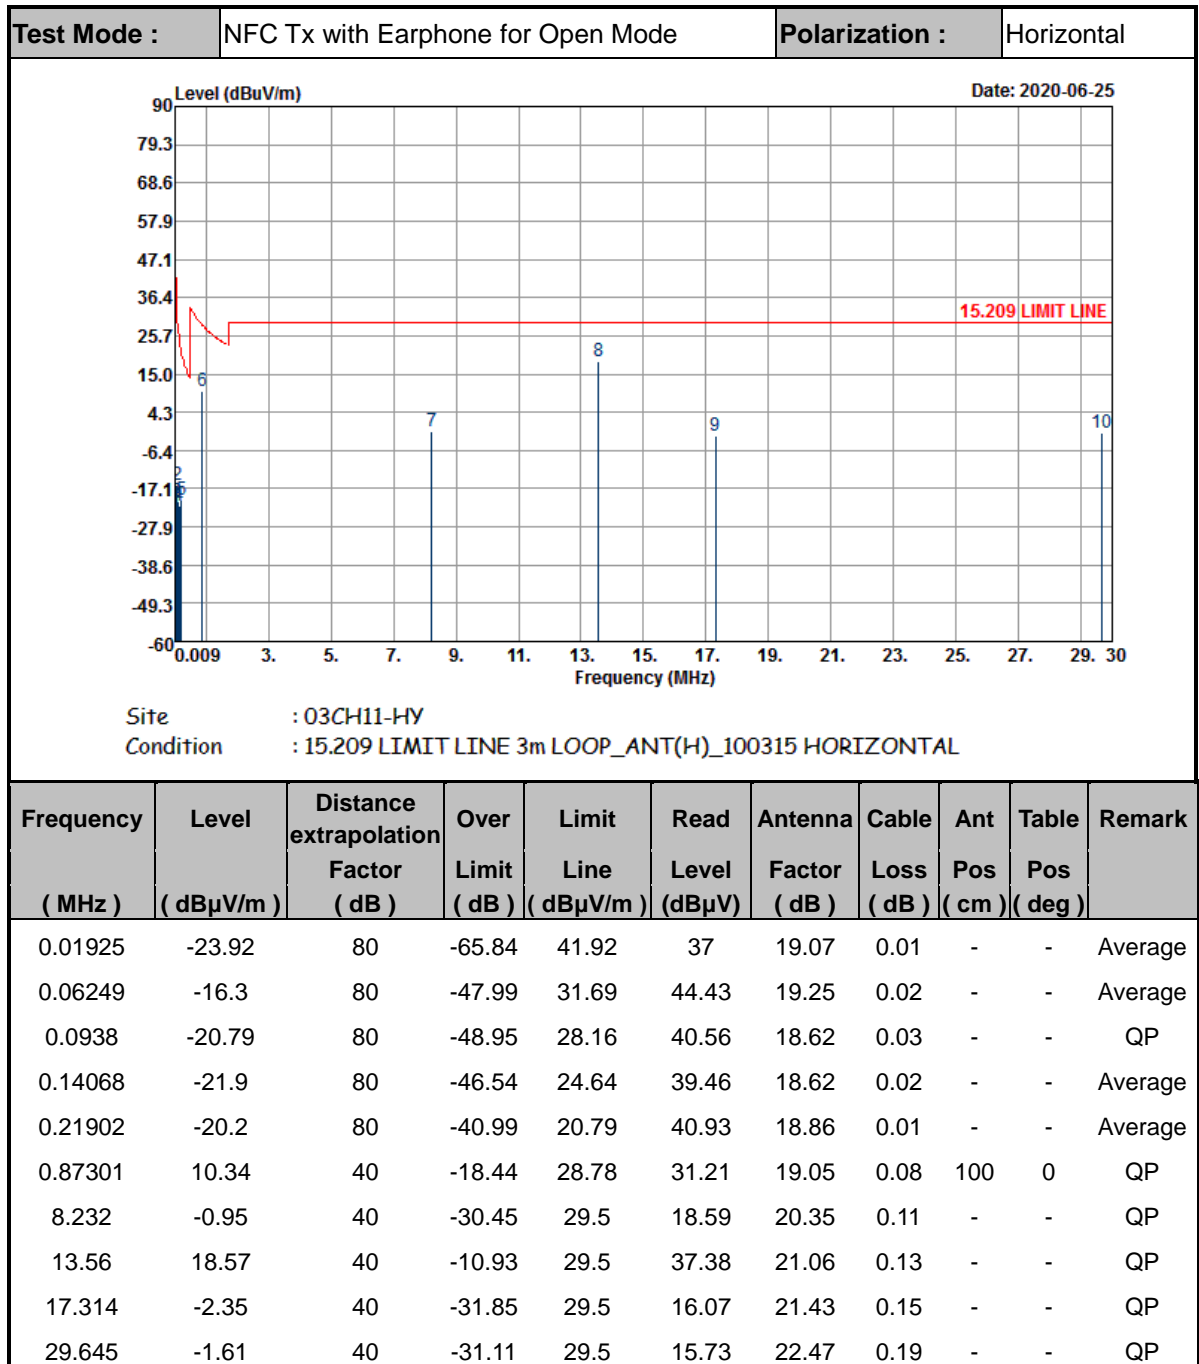 Test Mode : NFC Tx with Earphone for Open Mode Polarization : Horizontal
Level (dBuV/m) Date: 2020-06-25
90
79.3
68.6
57.9
47.1
36.4
15.209 LIMIT LINE
25.7
8
15.0
6
4.3
7
9
10
-6.4
2
-17.1
-27.9
-38.6
-49.3
-60
0.009 3. 5. 7. 9. 11. 13. 15. 17. 19. 21. 23. 25. 27. 29. 30
Frequency (MHz)
Site : 03CH11-HY
Condition : 15.209 LIMIT LINE 3m LOOP_ANT(H)_100315 HORIZONTAL
Frequency Level Distance extrapolation Over Limit Read Antenna Cable Ant Table Remark
Factor Limit Line Level Factor Loss Pos Pos
( MHz ) ( dBµV/m ) ( dB ) ( dB ) ( dBµV/m ) (dBµV) ( dB ) ( dB ) ( cm ) ( deg )
0.01925 -23.92 80 -65.84 41.92 37 19.07 0.01 - - Average
0.06249 -16.3 80 -47.99 31.69 44.43 19.25 0.02 - - Average
0.0938 -20.79 80 -48.95 28.16 40.56 18.62 0.03 - - QP
0.14068 -21.9 80 -46.54 24.64 39.46 18.62 0.02 - - Average
0.21902 -20.2 80 -40.99 20.79 40.93 18.86 0.01 - - Average
0.87301 10.34 40 -18.44 28.78 31.21 19.05 0.08 100 0 QP
8.232 -0.95 40 -30.45 29.5 18.59 20.35 0.11 - - QP
13.56 18.57 40 -10.93 29.5 37.38 21.06 0.13 - - QP
17.314 -2.35 40 -31.85 29.5 16.07 21.43 0.15 - - QP
29.645 -1.61 40 -31.11 29.5 15.73 22.47 0.19 - - QP